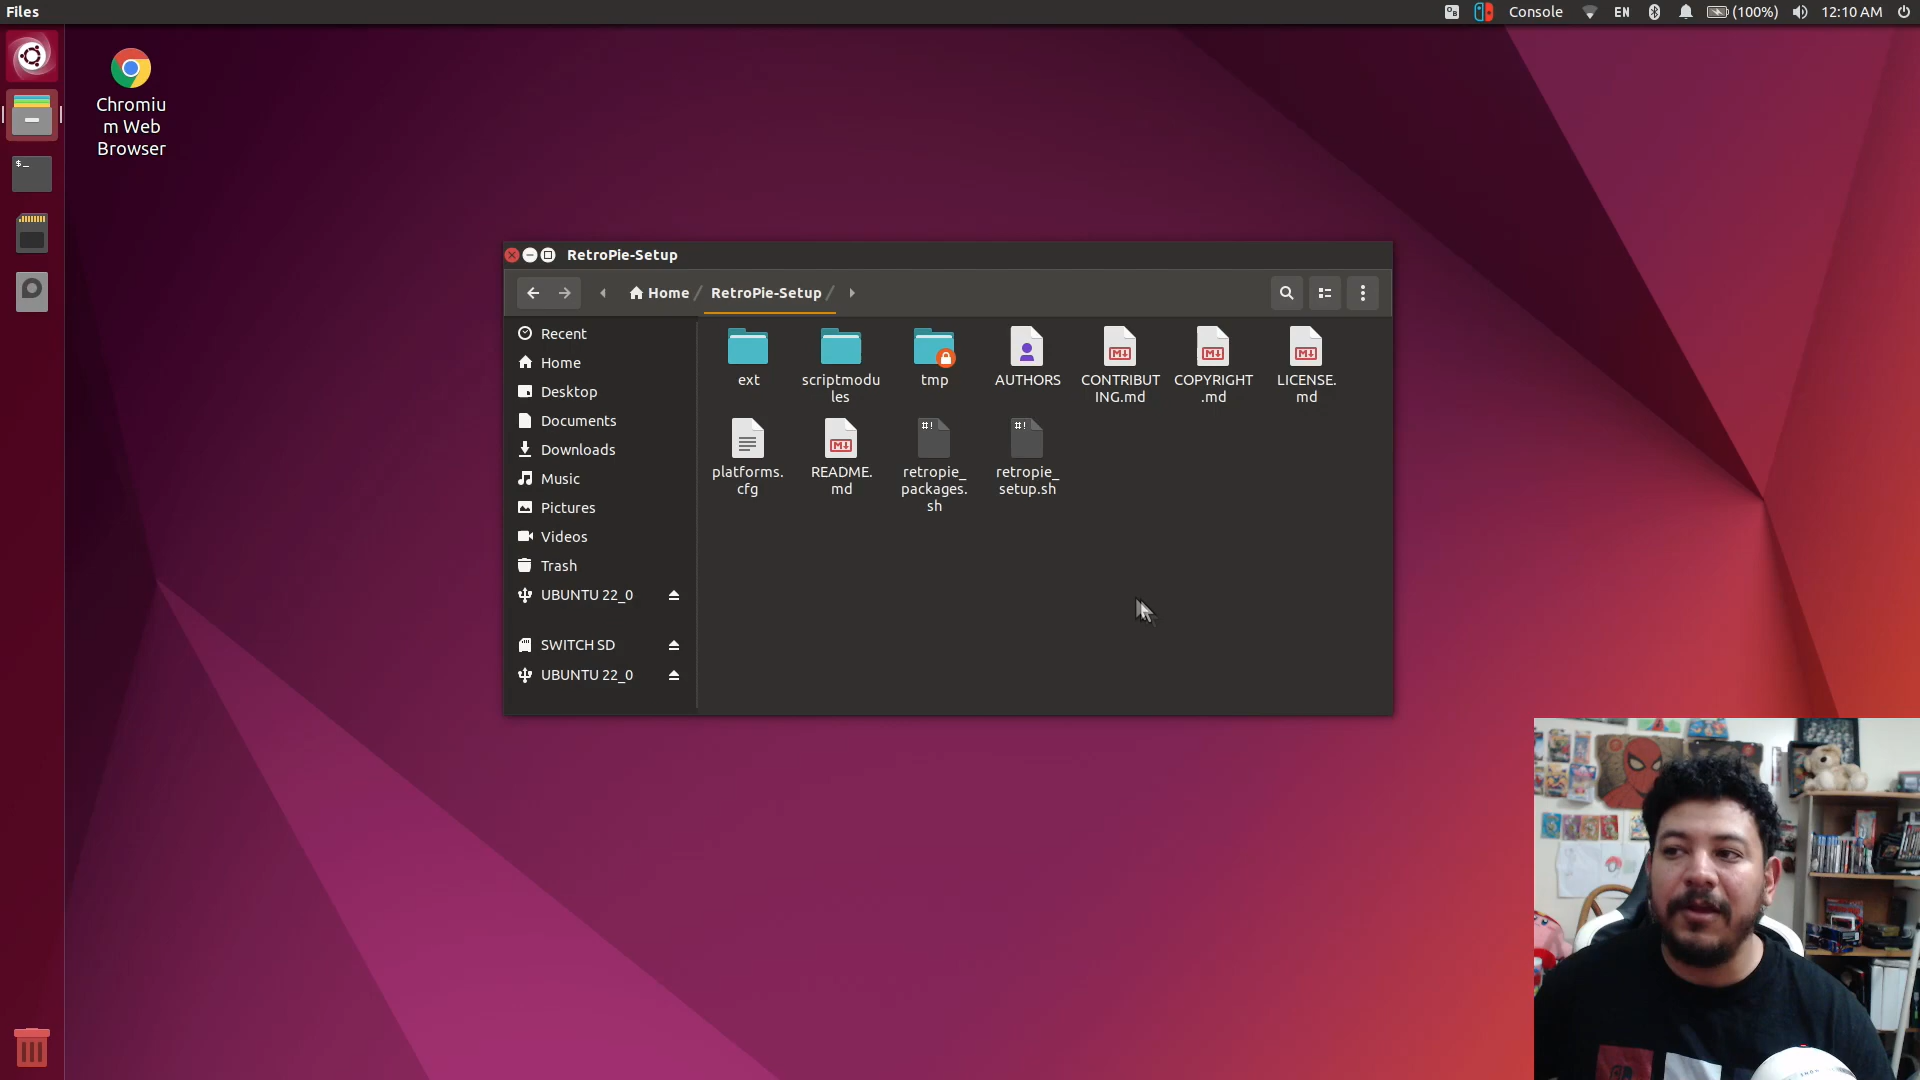 Files
Console
EN
(100%)
12:10 AM
Chromiu
m Web
Browser
$_
RetroPie-Setup
Home / RetroPie-Setup /
Recent
Home
Desktop
Documents
Downloads
Music
Pictures
Videos
Trash
UBUNTU 22_0
SWITCH SD
UBUNTU 22_0
ext
scriptmodu
les
tmp
AUTHORS
CONTRIBUT
ING.md
COPYRIGHT
.md
LICENSE.
md
platforms.
cfg
README.
md
#!
retropie_
packages.
sh
#!
retropie_
setup.sh